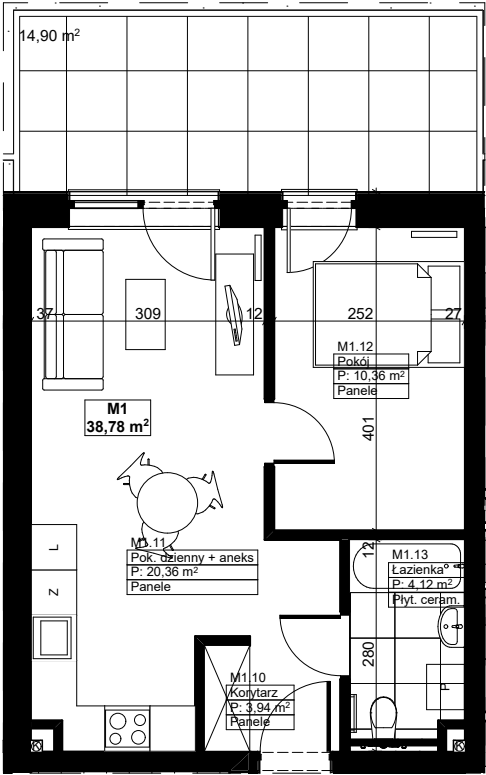 14,90 m²
37
309
12
252
27
M1.12
Pokój
P: 10,36 m²
Panele
M1
38,78 m²
401
M1.11
Pok. dzienny + aneks
P: 20,36 m²
Panele
L
Z
12
M1.13
Łazienka
P: 4,12 m²
Płyt. ceram.
280
P
M1.10
Korytarz
P: 3,94 m²
Panele